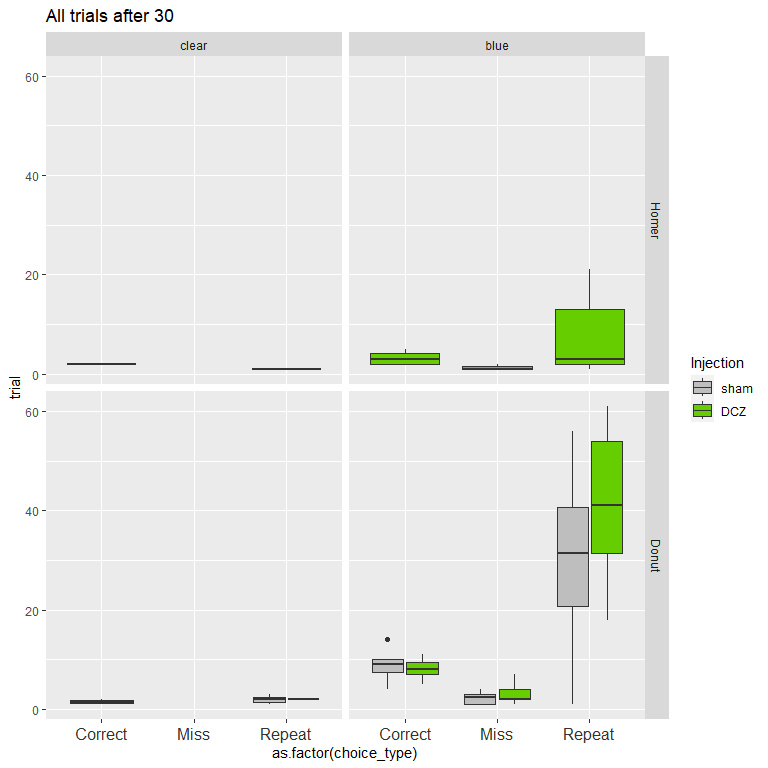 All trials after 30
clear
blue
60
40
20
0
Homer
60
40
20
0
Donut
trial
Correct
Miss
Repeat
Correct
Miss
Repeat
as.factor(choice_type)
Injection
sham
DCZ